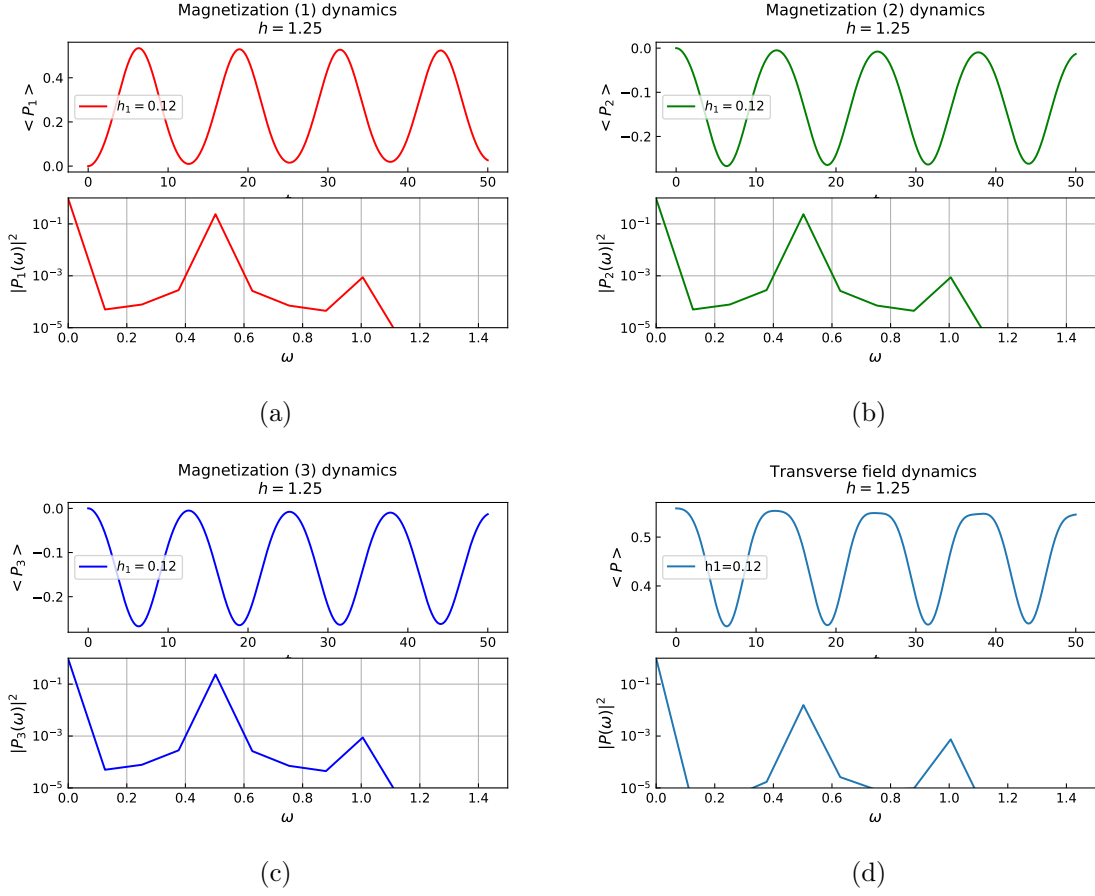 Magnetization (1) dynamics
h = 1.25
< P₁ >
0.4
0.2
0.0
h₁ = 0.12
0 10 20 30 40 50
|P₁(ω)|²
10⁻¹
10⁻³
10⁻⁵
0.0 0.2 0.4 0.6 0.8 1.0 1.2 1.4
ω
(a)
Magnetization (2) dynamics
h = 1.25
< P₂ >
0.0
−0.1
−0.2
h₁ = 0.12
0 10 20 30 40 50
|P₂(ω)|²
10⁻¹
10⁻³
10⁻⁵
0.0 0.2 0.4 0.6 0.8 1.0 1.2 1.4
ω
(b)
Magnetization (3) dynamics
h = 1.25
< P₃ >
0.0
−0.1
−0.2
h₁ = 0.12
0 10 20 30 40 50
|P₃(ω)|²
10⁻¹
10⁻³
10⁻⁵
0.0 0.2 0.4 0.6 0.8 1.0 1.2 1.4
ω
(c)
Transverse field dynamics
h = 1.25
< P >
0.5
0.4
h1=0.12
0 10 20 30 40 50
|P(ω)|²
10⁻¹
10⁻³
10⁻⁵
0.0 0.2 0.4 0.6 0.8 1.0 1.2 1.4
ω
(d)